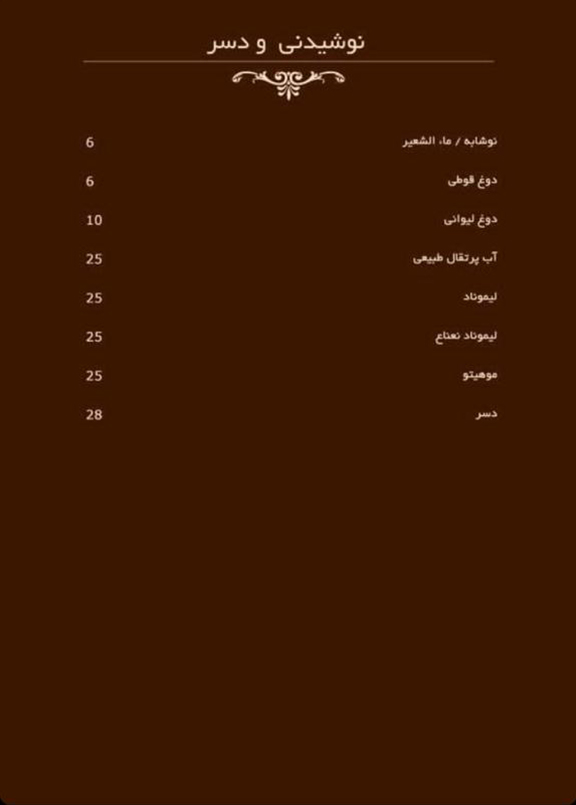 نوشیدنی و دسر
نوشابه / ماء الشعیر 6
دوغ قوطی 6
دوغ لیوانی 10
آب پرتقال طبیعی 25
لیموناد 25
لیموناد نعناع 25
موهیتو 25
دسر 28